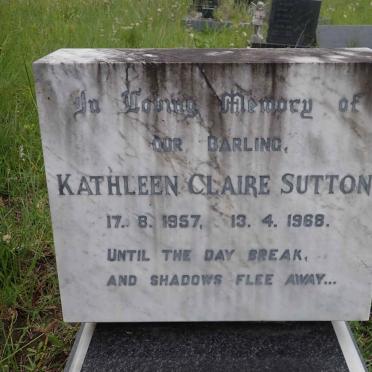 In Loving Memory of
OUR DARLING,
KATHLEEN CLAIRE SUTTON
17. 8. 1957, 13. 4. 1968.
UNTIL THE DAY BREAK,
AND SHADOWS FLEE AWAY...